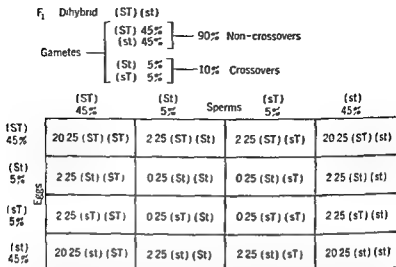 F₁ Dihybrid (ST) (st)
Gametes
(ST) 45%
(st) 45%
90% Non-crossovers
(St) 5%
(sT) 5%
10% Crossovers
Sperms
(ST) 45% (St) 5% (sT) 5% (st) 45%
Eggs
(ST) 45% 20 25 (ST) (ST) 2 25 (ST) (St) 2 25 (ST) (sT) 20 25 (ST) (st)
(St) 5% 2 25 (St) (ST) 0 25 (St) (St) 0 25 (St) (sT) 2 25 (St) (st)
(sT) 5% 2 25 (sT) (ST) 0 25 (sT) (St) 0 25 (sT) (sT) 2 25 (sT) (st)
(st) 45% 20 25 (st) (ST) 2 25 (st) (St) 2 25 (st) (sT) 20 25 (st) (st)